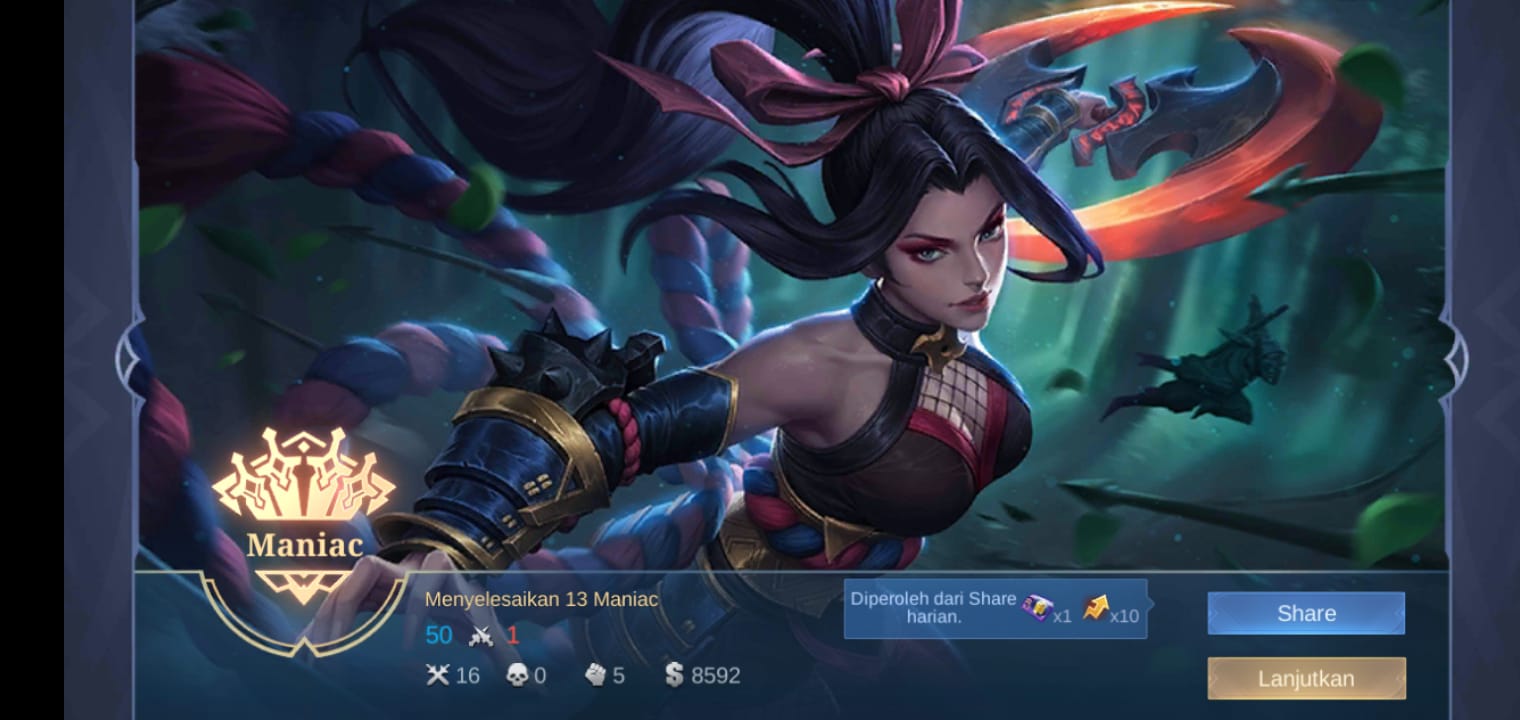 Maniac
Menyelesaikan 13 Maniac
50 1
16 0 5 8592
Diperoleh dari Share
harian. x1 x10
Share
Lanjutkan